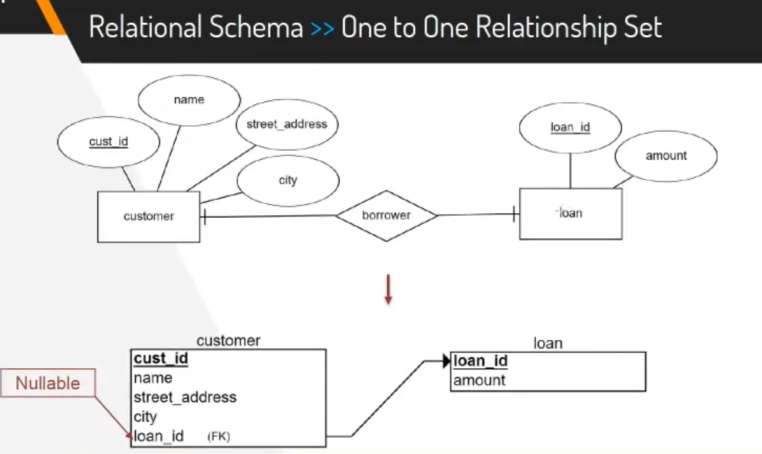 Relational Schema >> One to One Relationship Set
name
cust_id
street_address
city
customer
borrower
loan_id
amount
loan
customer
cust_id
name
street_address
city
loan_id (FK)
Nullable
loan
loan_id
amount